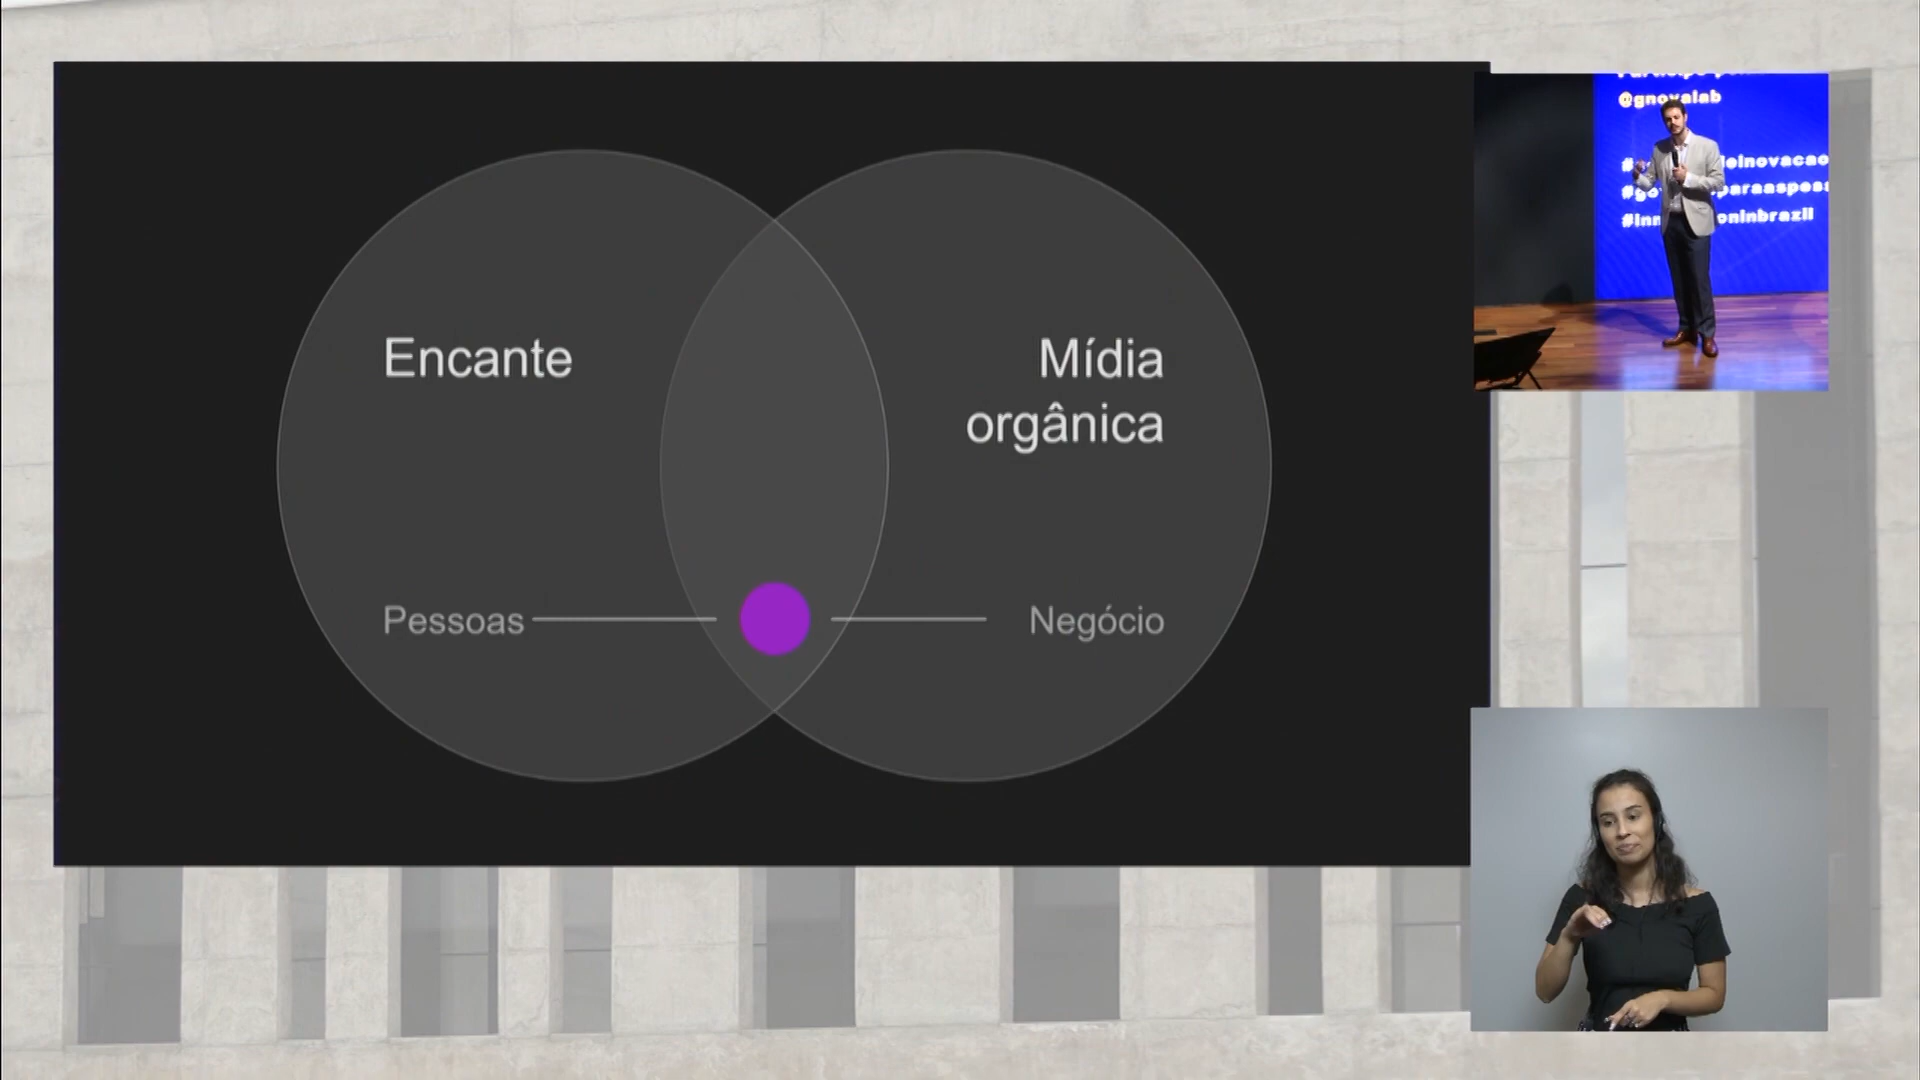 Encante
Mídia
orgânica
Pessoas
Negócio
@gnovalab